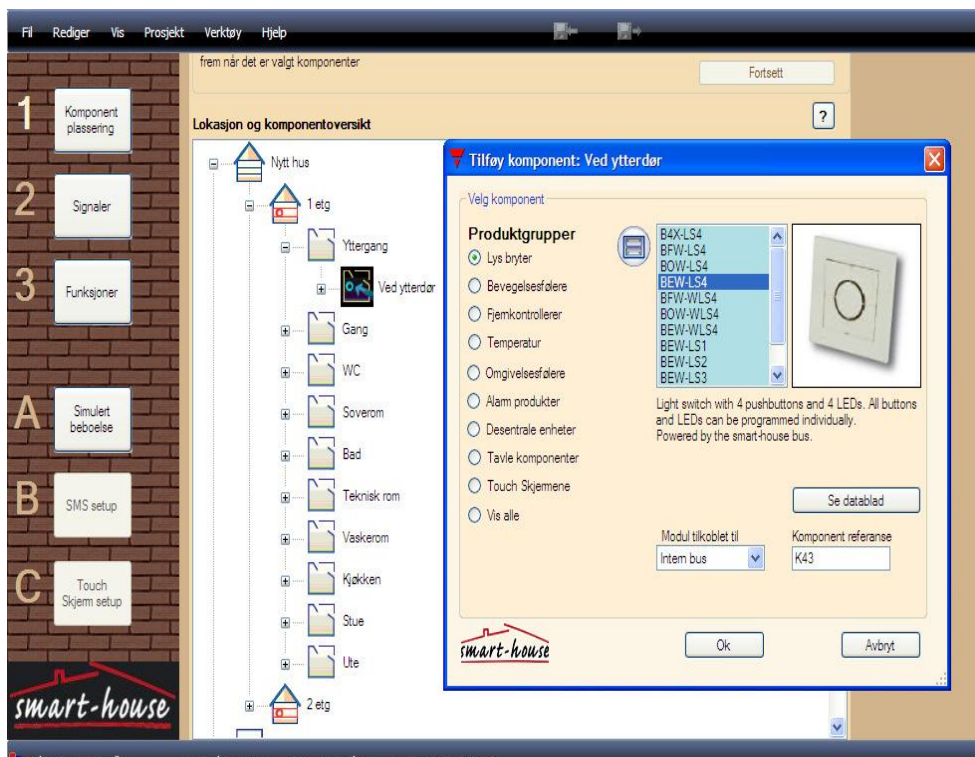 Fil Rediger Vis Prosjekt Verktøy Hjelp
frem når det er valgt komponenter
Fortsett
1
Komponent
plassering
2
Signaler
3
Funksjoner
A
Simulert
beboelse
B
SMS setup
C
Touch
Skjerm setup
smart-house
Lokasjon og komponentoversikt
?
Nytt hus
1 etg
Yttergang
Ved ytterdør
Gang
WC
Soverom
Bad
Teknisk rom
Vaskerom
Kjøkken
Stue
Ute
2 etg
Tilføy komponent: Ved ytterdør
Velg komponent
Produktgrupper
Lys bryter
Bevegelsesfølere
Fjernkontrollerer
Temperatur
Omgivelsesfølere
Alarm produkter
Desentrale enheter
Tavle komponenter
Touch Skjermene
Vis alle
B4X-LS4
BFW-LS4
BOW-LS4
BEW-LS4
BFW-WLS4
BOW-WLS4
BEW-WLS4
BEW-LS1
BEW-LS2
BEW-LS3
Light switch with 4 pushbuttons and 4 LEDs. All buttons
and LEDs can be programmed individually.
Powered by the smart-house bus.
Se datablad
Modul tilkoblet til
Intern bus
Komponent referanse
K43
smart-house
Ok
Avbryt